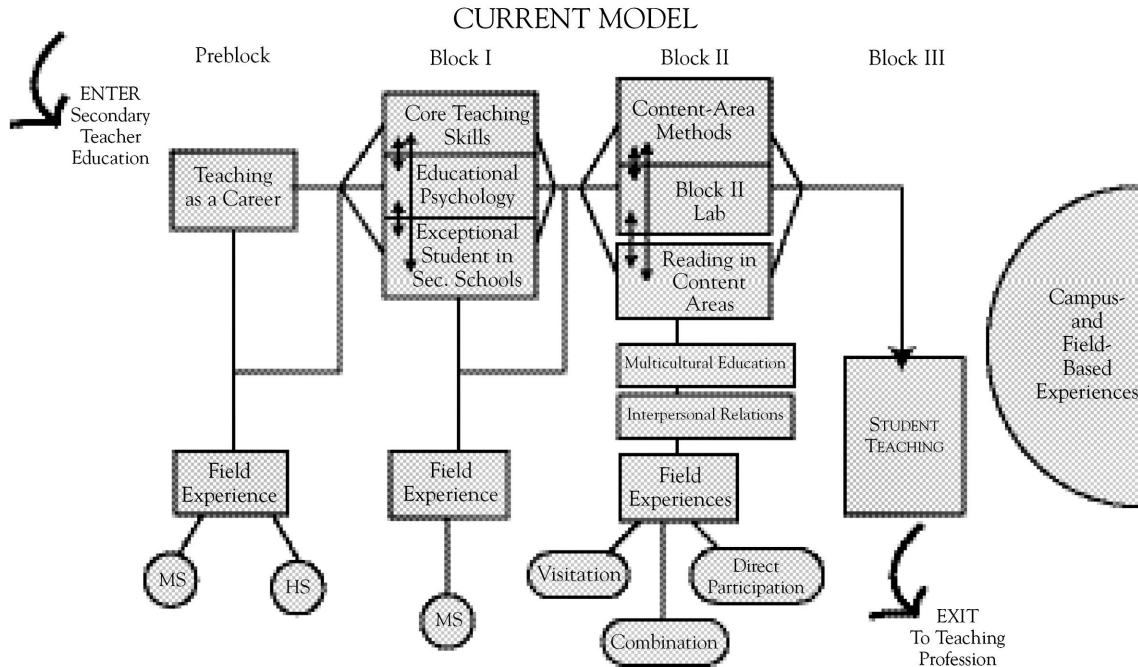 CURRENT MODEL
Preblock
Block I
Block II
Block III
ENTER
Secondary
Teacher
Education
Teaching
as a Career
Field
Experience
MS
HS
Core Teaching
Skills
Educational
Psychology
Exceptional
Student in
Sec. Schools
Field
Experience
MS
Content-Area
Methods
Block II
Lab
Reading in
Content
Areas
Multicultural Education
Interpersonal Relations
Field
Experiences
Visitation
Direct
Participation
Combination
STUDENT
TEACHING
EXIT
To Teaching
Profession
Campus-
and
Field-
Based
Experiences